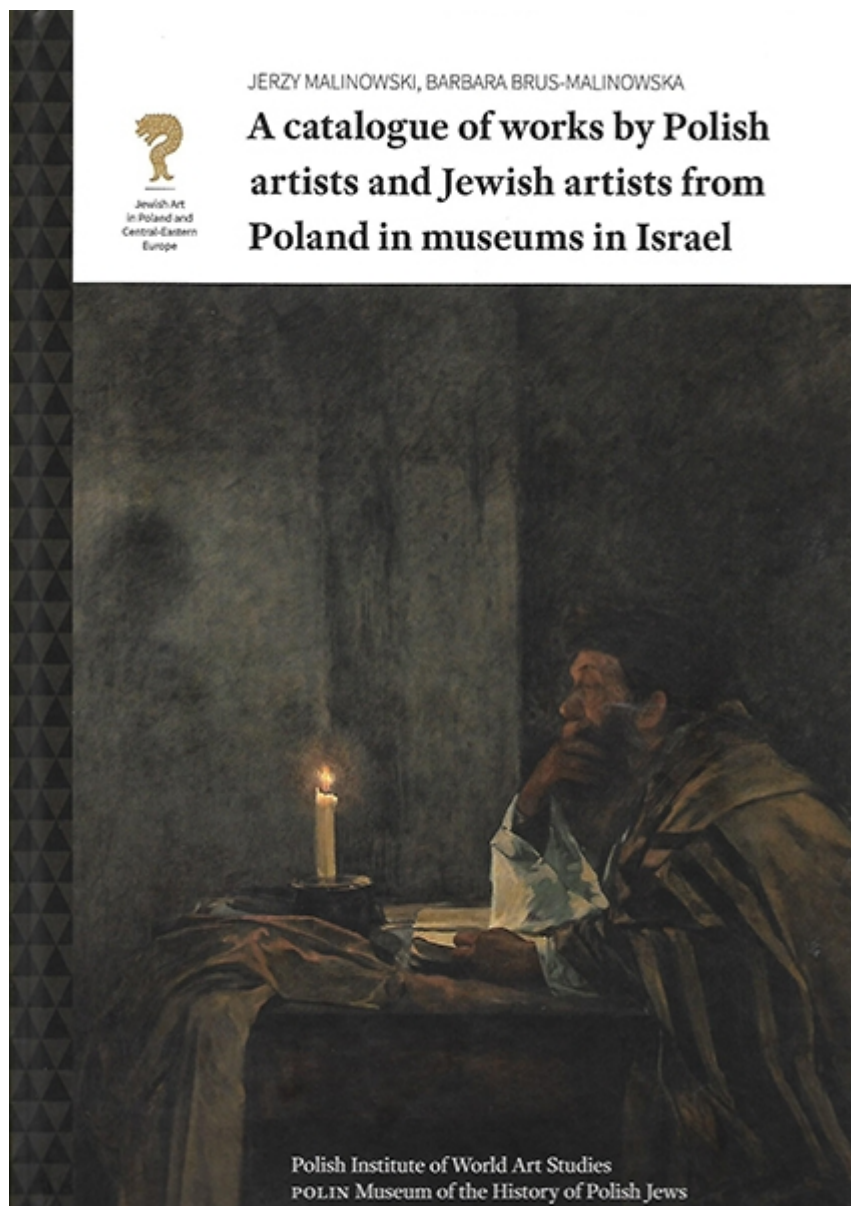 JERZY MALINOWSKI, BARBARA BRUS-MALINOWSKA
A catalogue of works by Polish
artists and Jewish artists from
Poland in museums in Israel
Jewish Art
in Poland and
Central-Eastern
Europe
Polish Institute of World Art Studies
POLIN Museum of the History of Polish Jews